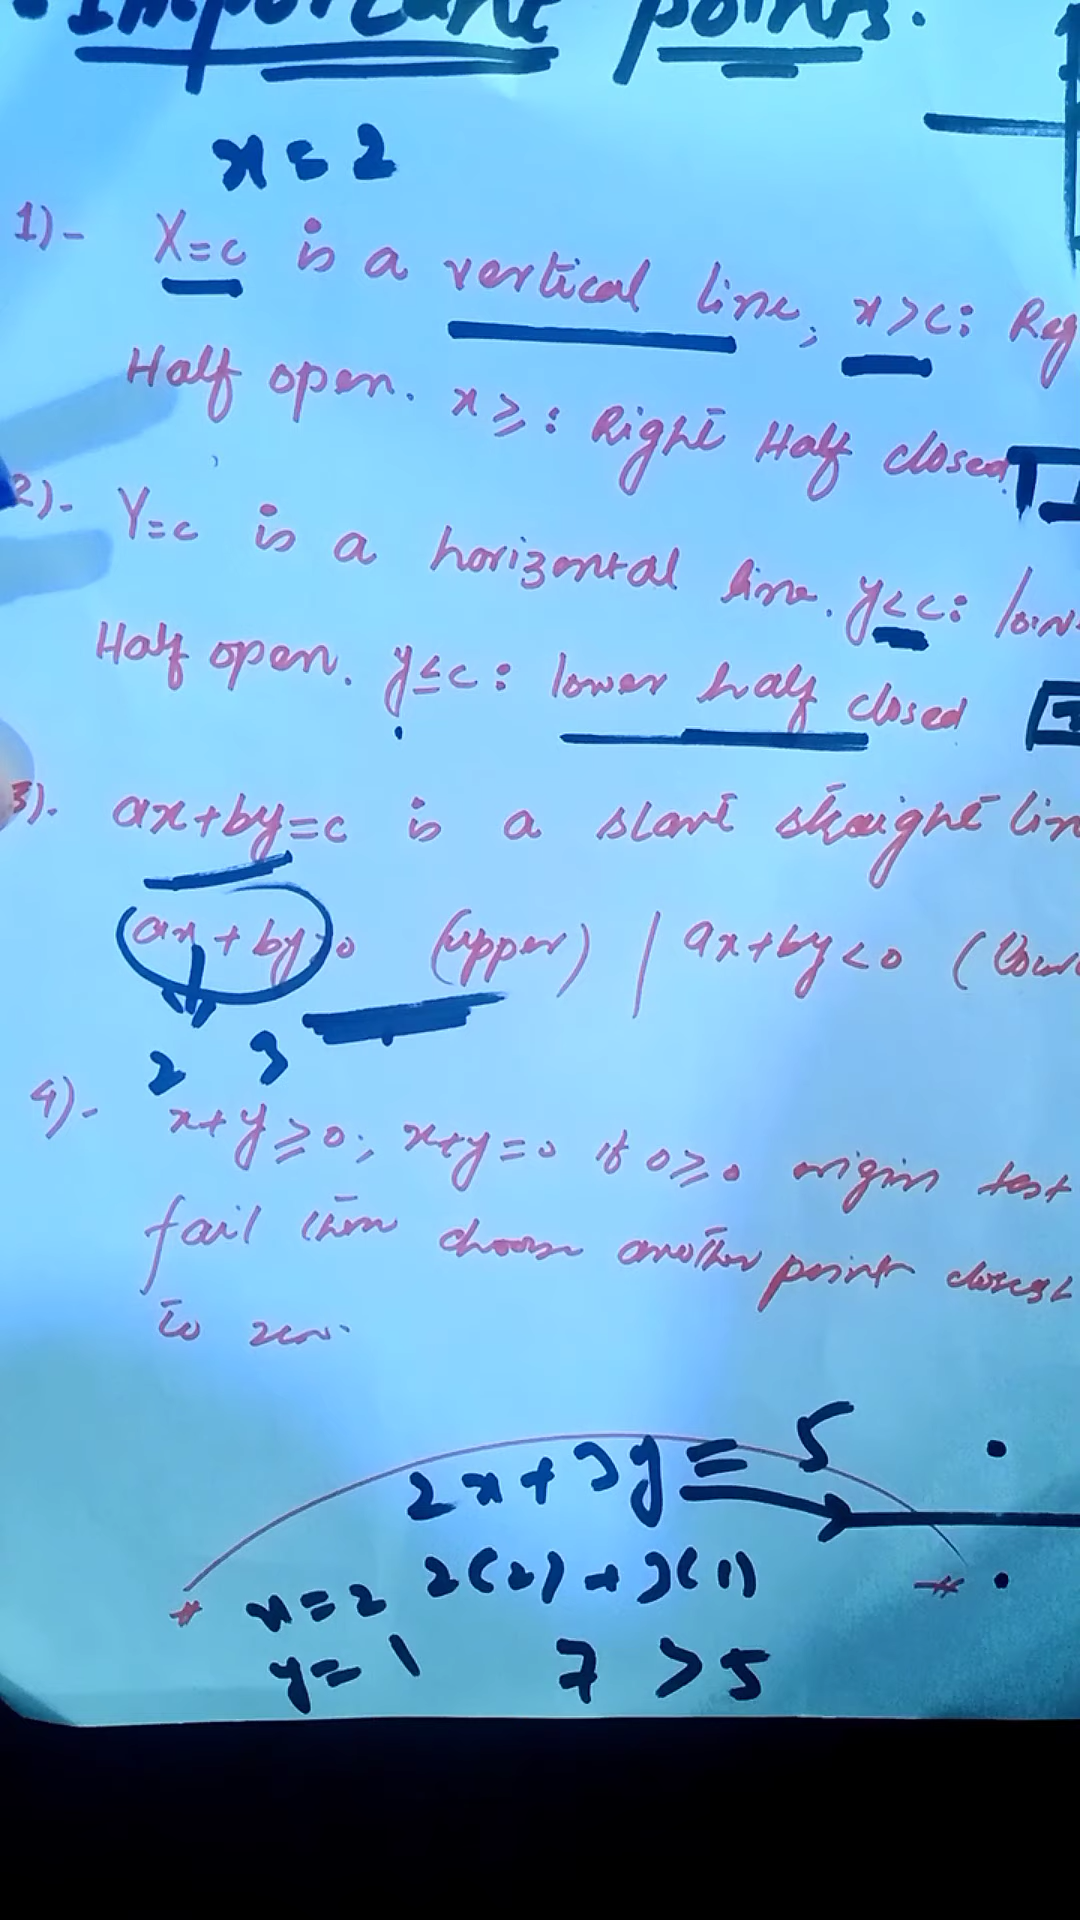 Important points.
x = 2
1)- X=c is a vertical line, x>c: Rig
Half open. x≥: Right Half closed
2)- Y=c is a horizontal line. y<c: low
Half open. y≤c: lower half closed
3). ax+by=c is a slant straight lin
ax + by >0 (upper) | ax+by<0 (Low
2 3
4)- x+y≥0; x+y=0 if 0≥0 origin test
fail then choose another point closest
to zero.
2x+3y = 5
x=2 2(2)+3(1)
y=1 7 > 5